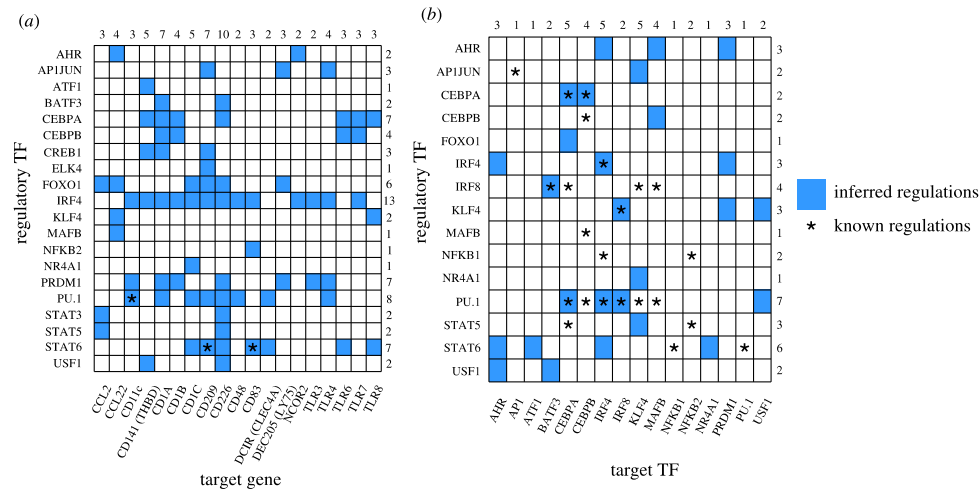 (a)
3 4 3 5 7 4 5 7 10 3 4 2 3 2 2 4 3 3 3
regulatory TF
AHR 2
AP1JUN 3
ATF1 1
BATF3 2
CEBPA 7
CEBPB 4
CREB1 3
ELK4 1
FOXO1 6
IRF4 13
KLF4 2
MAFB 1
NFKB2 1
NR4A1 1
PRDM1 7
PU.1 * 8
STAT3 2
STAT5 2
STAT6 * * 7
USF1 2
CCL2
CCL22
CD11c
CD141 (THBD)
CD1A
CD1B
CD1C
CD209
CD226
CD48
CD83
DCIR (CLEC4A)
DEC205 (LY75)
NCOR2
TLR3
TLR4
TLR6
TLR7
TLR8
target gene
(b)
3 1 1 2 5 4 5 2 5 4 1 2 1 3 1 2
regulatory TF
AHR 3
AP1JUN * 2
CEBPA * * 2
CEBPB * 2
FOXO1 1
IRF4 * 3
IRF8 * * * * 4
KLF4 * 3
MAFB * 1
NFKB1 * * 2
NR4A1 1
PU.1 * * * * * * 7
STAT5 * * 3
STAT6 * * 6
USF1 2
AHR
AP1
ATF1
BATF3
CEBPA
CEBPB
IRF4
IRF8
KLF4
MAFB
NFKB1
NFKB2
NR4A1
PRDM1
PU.1
USF1
target TF
inferred regulations
* known regulations